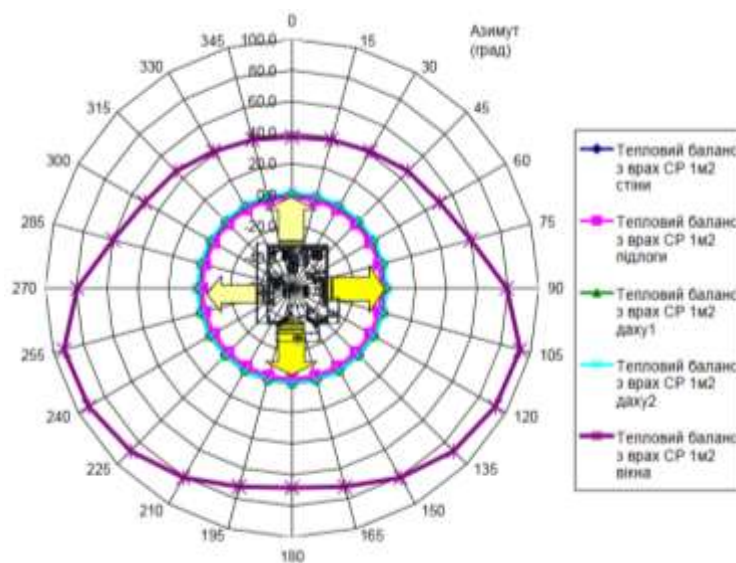 0
Азимут
(град)
345
100,0
15
330
80,0
30
315
60,0
45
40,0
300
20,0
60
285
-20,0
75
270
90
255
105
240
120
225
135
210
150
195
165
180
Тепловий баланс
з врах СР 1м2
стіни
Тепловий баланс
з врах СР 1м2
підлоги
Тепловий баланс
з врах СР 1м2
даху1
Тепловий баланс
з врах СР 1м2
даху2
Тепловий баланс
з врах СР 1м2
вікна